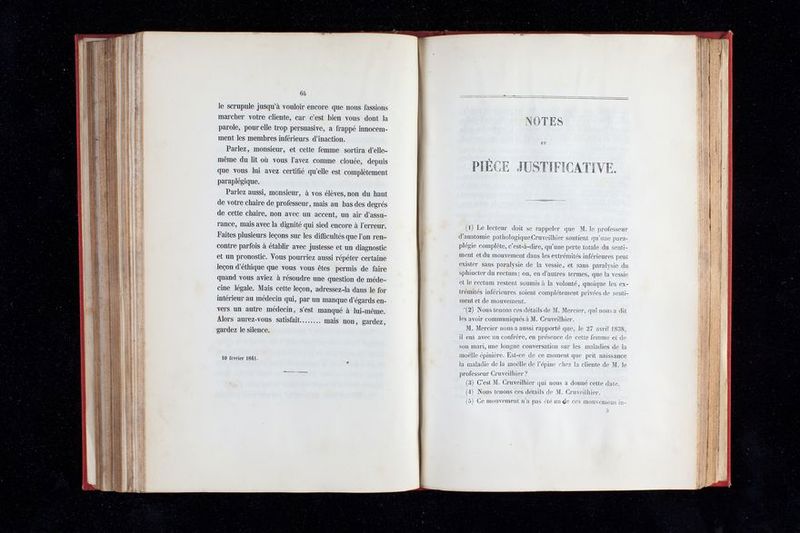 64
le scrupule jusqu'à vouloir encore que nous fassions
marcher votre cliente, car c'est bien vous dont la
parole, pour elle trop persuasive, a frappé innocem-
ment les membres inférieurs d'inaction.
Parlez, monsieur, et cette femme sortira d'elle-
même du lit où vous l'avez comme clouée, depuis
que vous lui avez certifié qu'elle est complètement
paraplégique.
Parlez aussi, monsieur, à vos élèves, non du haut
de votre chaire de professeur, mais au bas des degrés
de cette chaire, non avec un accent, un air d'assu-
rance, mais avec la dignité qui sied encore à l'erreur.
Faites plusieurs leçons sur les difficultés que l'on ren-
contre parfois à établir avec justesse et un diagnostic
et un pronostic. Vous pourriez aussi répéter certaine
leçon d'éthique que vous vous êtes permis de faire
quand vous aviez à résoudre une question de méde-
cine légale. Mais cette leçon, adressez-la dans le for
intérieur au médecin qui, par un manque d'égards en-
vers un autre médecin, s'est manqué à lui-même.
Alors aurez-vous satisfait........ mais non, gardez,
gardez le silence.
10 février 1841.
NOTES
ET
PIÈCE JUSTIFICATIVE.
(1) Le lecteur doit se rappeler que M. le professeur
d'anatomie pathologique Cruveilhier soutient qu'une para-
plégie complète, c'est-à-dire, qu'une perte totale du senti-
ment et du mouvement dans les extrémités inférieures peut
exister sans paralysie de la vessie, et sans paralysie du
sphincter du rectum; ou, en d'autres termes, que la vessie
et le rectum restent soumis à la volonté, quoique les ex-
trémités inférieures soient complètement privées de senti-
ment et de mouvement.
(2) Nous tenons ces détails de M. Mercier, qui nous a dit
les avoir communiqués à M. Cruveilhier.
M. Mercier nous a aussi rapporté que, le 27 avril 1838,
il eut avec un confrère, en présence de cette femme et de
son mari, une longue conversation sur les maladies de la
moëlle épinière. Est-ce de ce moment que prit naissance
la maladie de la moëlle de l'épine chez la cliente de M. le
professeur Cruveilhier?
(3) C'est M. Cruveilhier qui nous a donné cette date.
(4) Nous tenons ces détails de M. Cruveilhier.
(5) Ce mouvement n'a pas été un de ces mouvemens in-
5